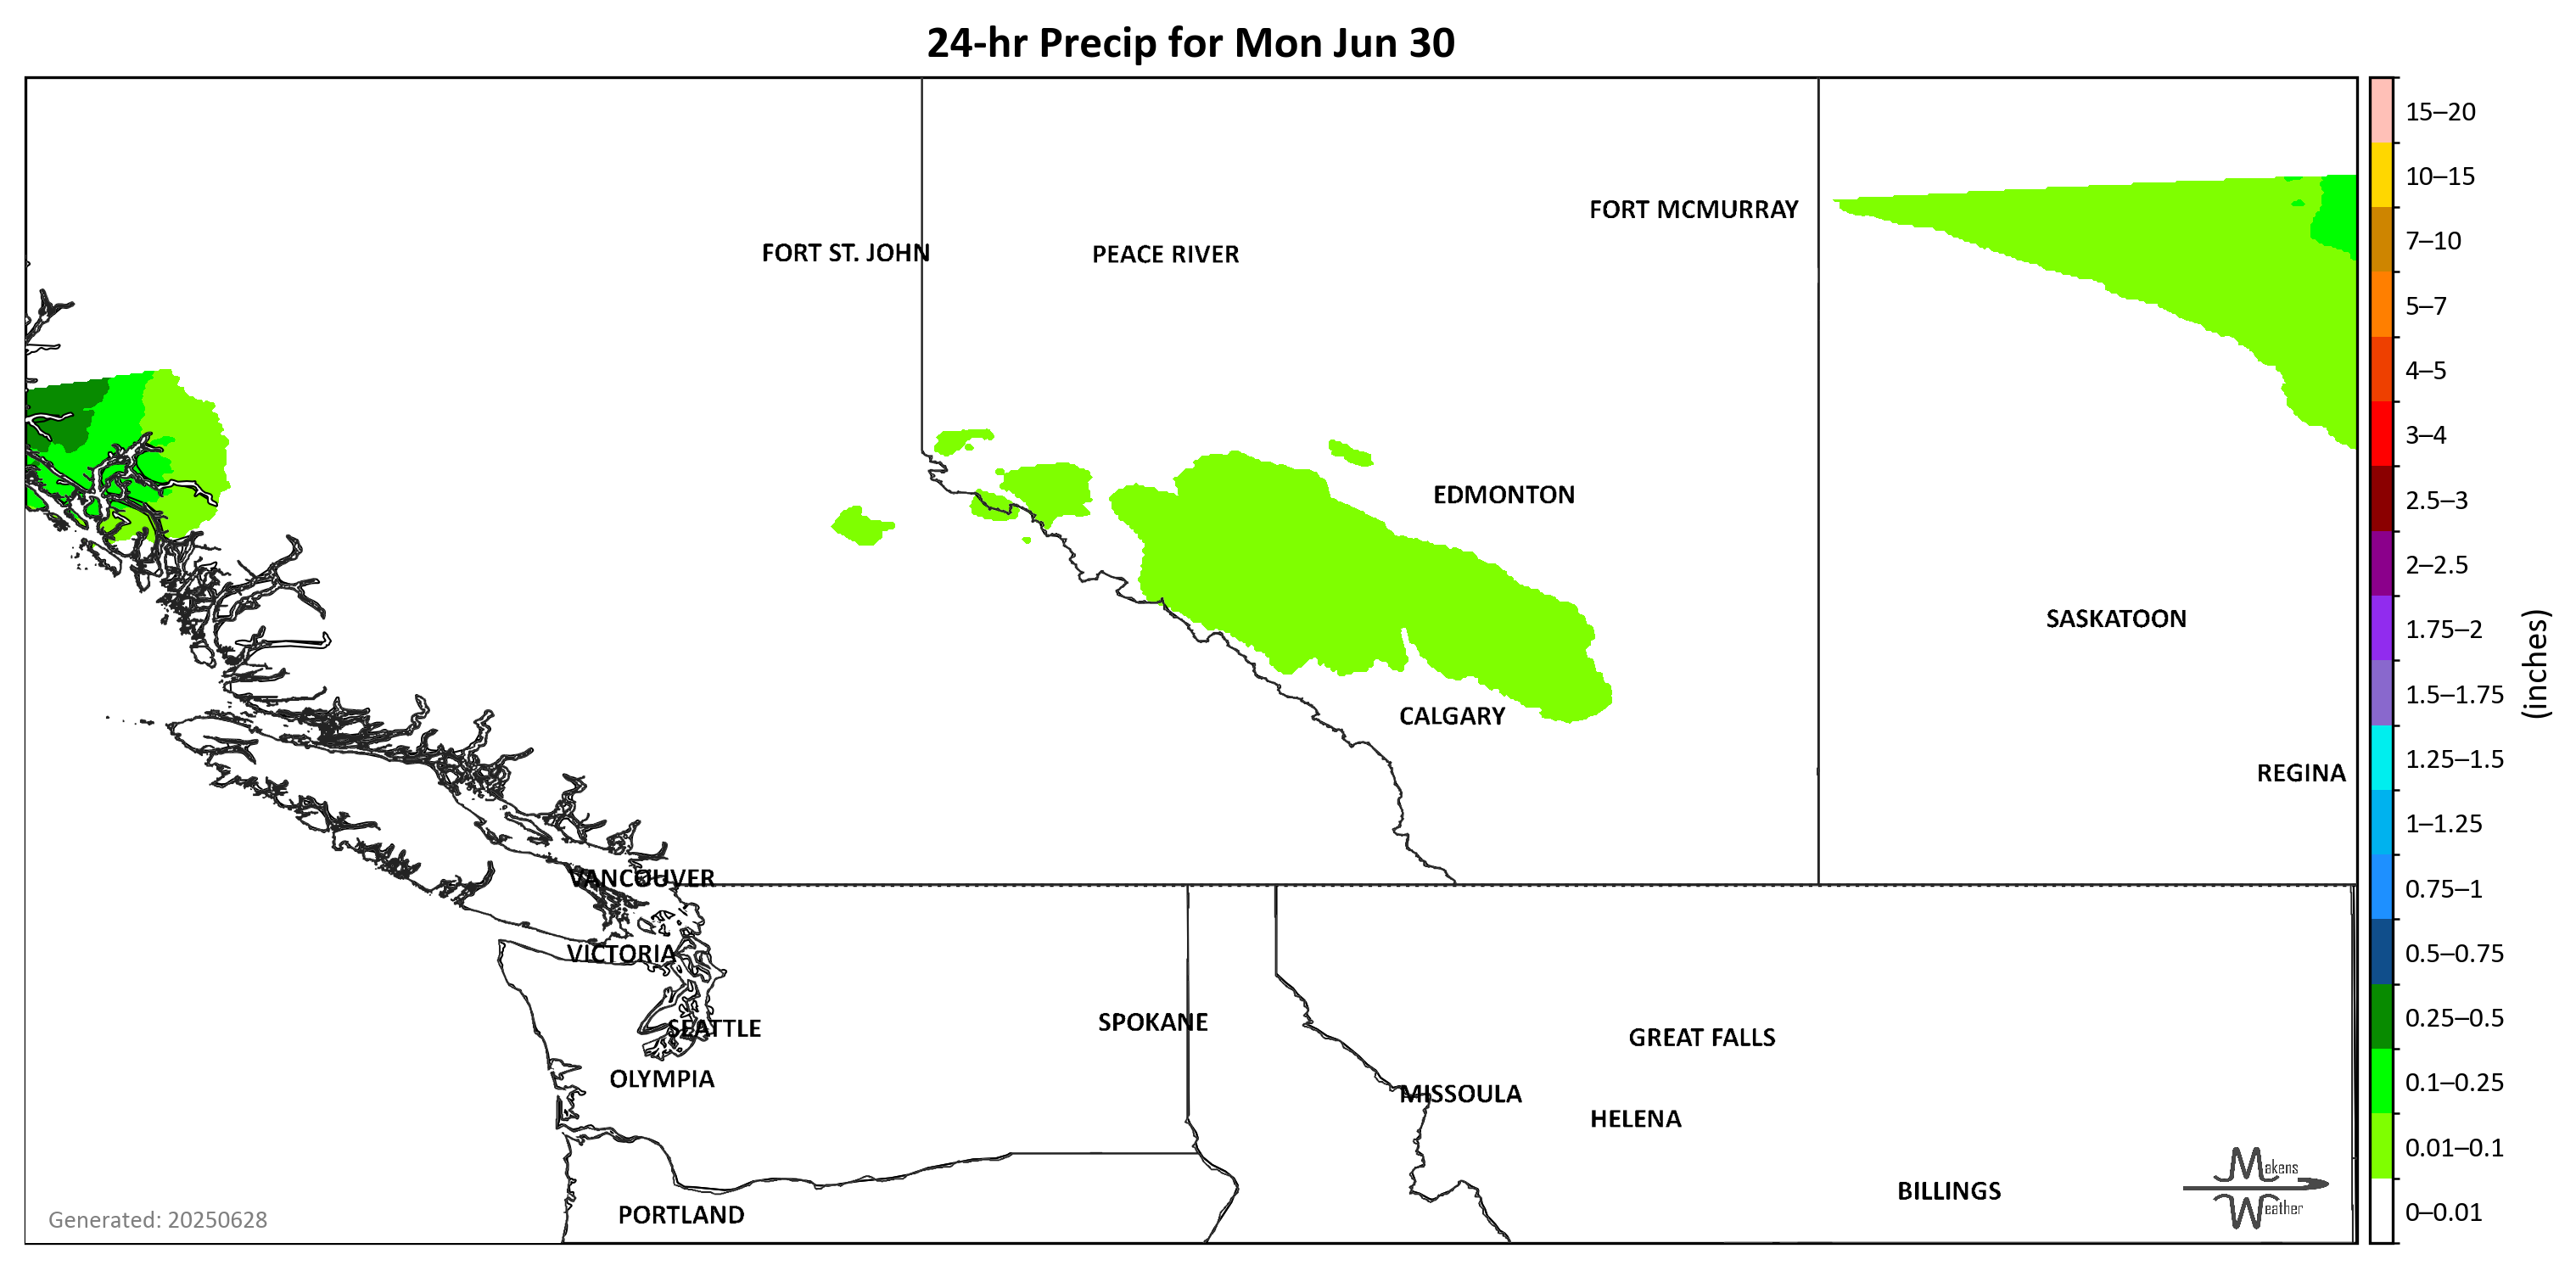 24-hr Precip for Mon Jun 30
15–20
10–15
FORT MCMURRAY
7–10
FORT ST. JOHN
PEACE RIVER
5–7
4–5
3–4
EDMONTON
2.5–3
2–2.5
SASKATOON
1.75–2
(inches)
1.5–1.75
CALGARY
1.25–1.5
REGINA
1–1.25
VANCOUVER
0.75–1
VICTORIA
0.5–0.75
0.25–0.5
SPOKANE
SEATTLE
GREAT FALLS
OLYMPIA
0.1–0.25
MISSOULA
HELENA
0.01–0.1
Makens
Weather
BILLINGS
PORTLAND
0–0.01
Generated: 20250628